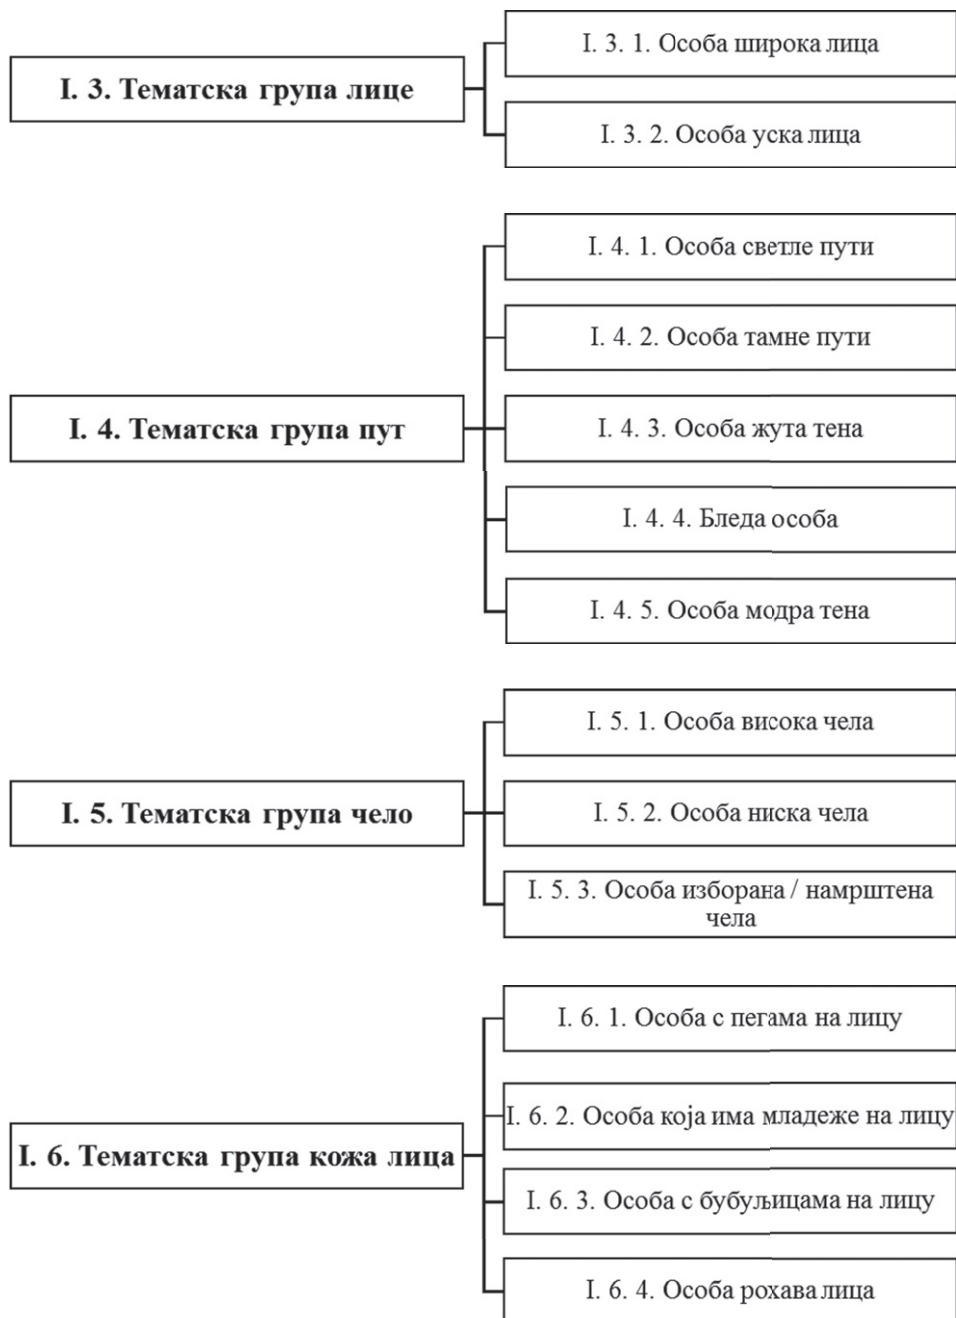 I. 3. Тематска група лице
I. 3. 1. Особа широка лица
I. 3. 2. Особа уска лица
I. 4. Тематска група пут
I. 4. 1. Особа светле пути
I. 4. 2. Особа тамне пути
I. 4. 3. Особа жута тена
I. 4. 4. Бледа особа
I. 4. 5. Особа модра тена
I. 5. Тематска група чело
I. 5. 1. Особа висока чела
I. 5. 2. Особа ниска чела
I. 5. 3. Особа изборана / намрштена
чела
I. 6. Тематска група кожа лица
I. 6. 1. Особа с пегама на лицу
I. 6. 2. Особа која има младеже на лицу
I. 6. 3. Особа с бубуљицама на лицу
I. 6. 4. Особа рохава лица